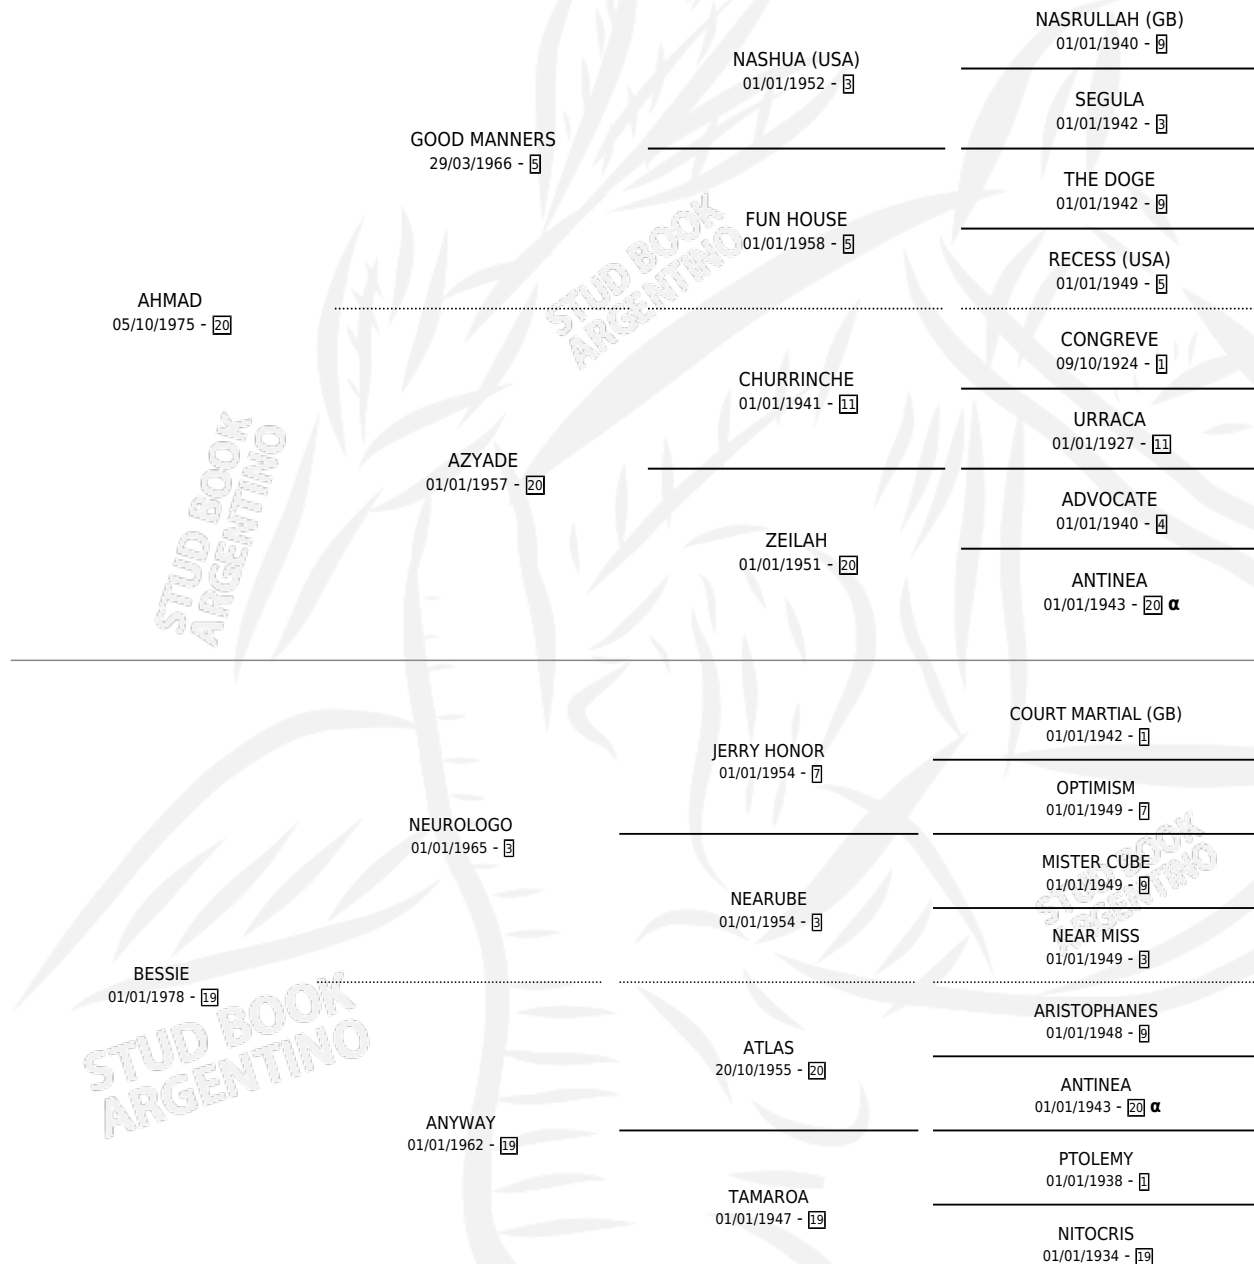 NASRULLAH (GB)
01/01/1940 - 9
NASHUA (USA)
01/01/1952 - 3
SEGULA
01/01/1942 - 3
GOOD MANNERS
29/03/1966 - 5
THE DOGE
01/01/1942 - 9
FUN HOUSE
01/01/1958 - 5
RECESS (USA)
01/01/1949 - 5
AHMAD
05/10/1975 - 20
CONGREVE
09/10/1924 - 1
CHURRINCHE
01/01/1941 - 11
URRACA
01/01/1927 - 11
AZYADE
01/01/1957 - 20
ADVOCATE
01/01/1940 - 4
ZEILAH
01/01/1951 - 20
ANTINEA
01/01/1943 - 20 α
COURT MARTIAL (GB)
01/01/1942 - 1
JERRY HONOR
01/01/1954 - 7
OPTIMISM
01/01/1949 - 7
NEUROLOGO
01/01/1965 - 3
MISTER CUBE
01/01/1949 - 9
NEARUBE
01/01/1954 - 3
NEAR MISS
01/01/1949 - 3
BESSIE
01/01/1978 - 19
ARISTOPHANES
01/01/1948 - 9
ATLAS
20/10/1955 - 20
ANTINEA
01/01/1943 - 20 α
ANYWAY
01/01/1962 - 19
PTOLEMY
01/01/1938 - 1
TAMAROA
01/01/1947 - 19
NITOCRIS
01/01/1934 - 19
STUD BOOK
ARGENTINO
STUD BOOK
ARGENTINO
STUD BOOK
ARGENTINO
STUD BOOK
ARGENTINO